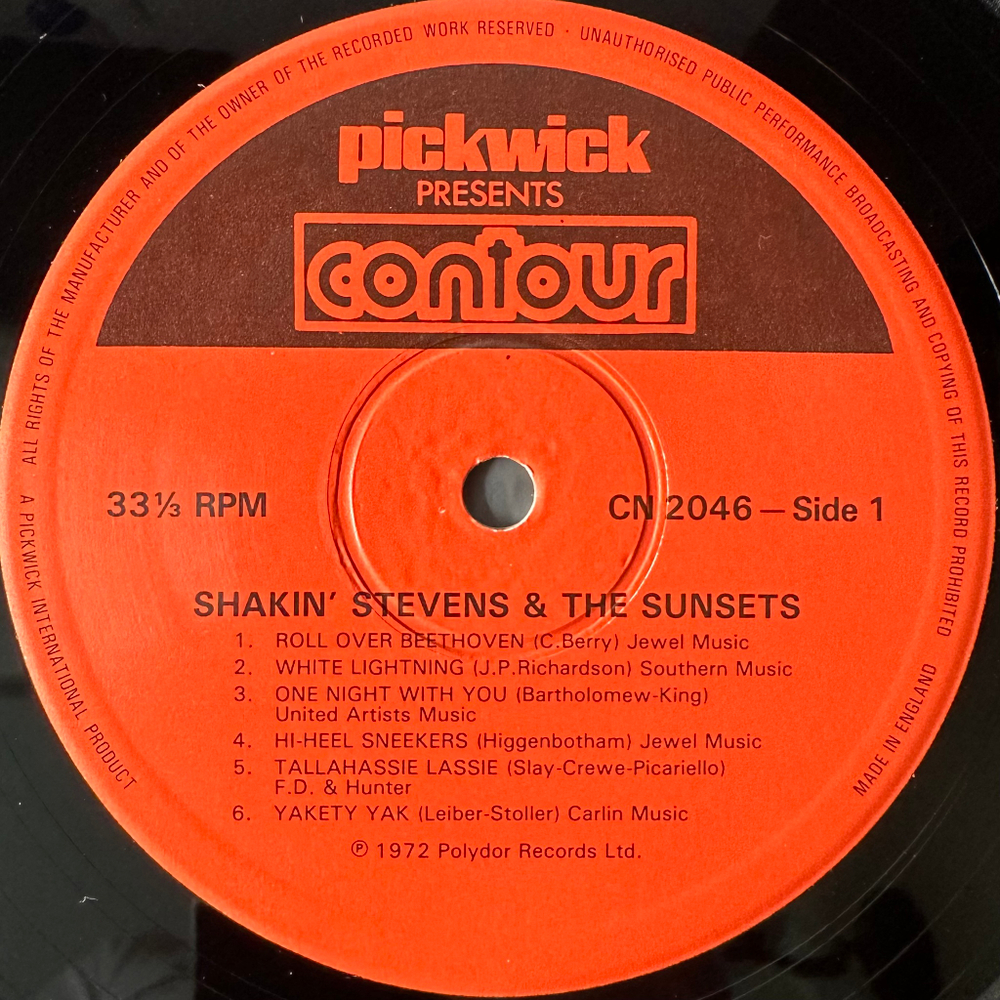 ALL RIGHTS OF THE MANUFACTURER AND OF THE OWNER OF THE RECORDED WORK RESERVED · UNAUTHORISED PUBLIC PERFORMANCE BROADCASTING AND COPYING OF THIS RECORD PROHIBITED
pickwick
PRESENTS
contour
33⅓ RPM
CN 2046 — Side 1
SHAKIN' STEVENS & THE SUNSETS
1. ROLL OVER BEETHOVEN (C.Berry) Jewel Music
2. WHITE LIGHTNING (J.P.Richardson) Southern Music
3. ONE NIGHT WITH YOU (Bartholomew-King)
United Artists Music
4. HI-HEEL SNEEKERS (Higgenbotham) Jewel Music
5. TALLAHASSIE LASSIE (Slay-Crewe-Picariello)
F.D. & Hunter
6. YAKETY YAK (Leiber-Stoller) Carlin Music
℗ 1972 Polydor Records Ltd.
A PICKWICK INTERNATIONAL PRODUCT
MADE IN ENGLAND